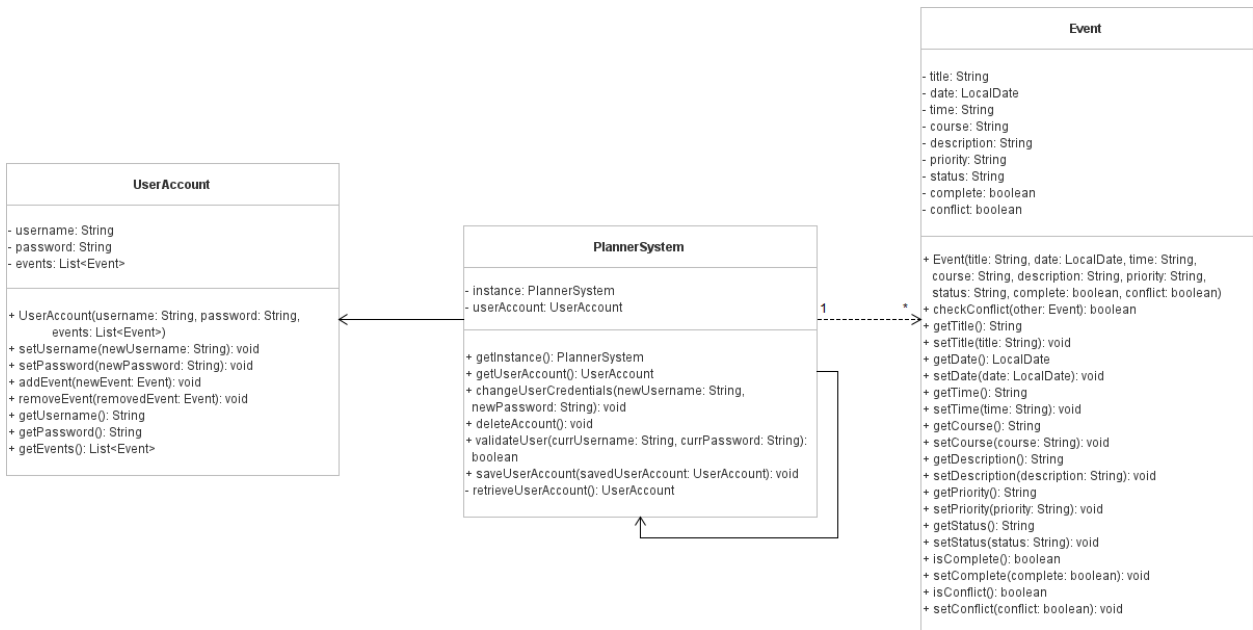 UserAccount
- username: String
- password: String
- events: List<Event>
+ UserAccount(username: String, password: String,
events: List<Event>)
+ setUsername(newUsername: String): void
+ setPassword(newPassword: String): void
+ addEvent(newEvent: Event): void
+ removeEvent(removedEvent: Event): void
+ getUsername(): String
+ getPassword(): String
+ getEvents(): List<Event>
PlannerSystem
- instance: PlannerSystem
- userAccount: UserAccount
+ getInstance(): PlannerSystem
+ getUserAccount(): UserAccount
+ changeUserCredentials(newUsername: String,
newPassword: String): void
+ deleteAccount(): void
+ validateUser(currUsername: String, currPassword: String):
boolean
+ saveUserAccount(savedUserAccount: UserAccount): void
- retrieveUserAccount(): UserAccount
1
*
Event
- title: String
- date: LocalDate
- time: String
- course: String
- description: String
- priority: String
- status: String
- complete: boolean
- conflict: boolean
+ Event(title: String, date: LocalDate, time: String,
course: String, description: String, priority: String,
status: String, complete: boolean, conflict: boolean)
+ checkConflict(other: Event): boolean
+ getTitle(): String
+ setTitle(title: String): void
+ getDate(): LocalDate
+ setDate(date: LocalDate): void
+ getTime(): String
+ setTime(time: String): void
+ getCourse(): String
+ setCourse(course: String): void
+ getDescription(): String
+ setDescription(description: String): void
+ getPriority(): String
+ setPriority(priority: String): void
+ getStatus(): String
+ setStatus(status: String): void
+ isComplete(): boolean
+ setComplete(complete: boolean): void
+ isConflict(): boolean
+ setConflict(conflict: boolean): void